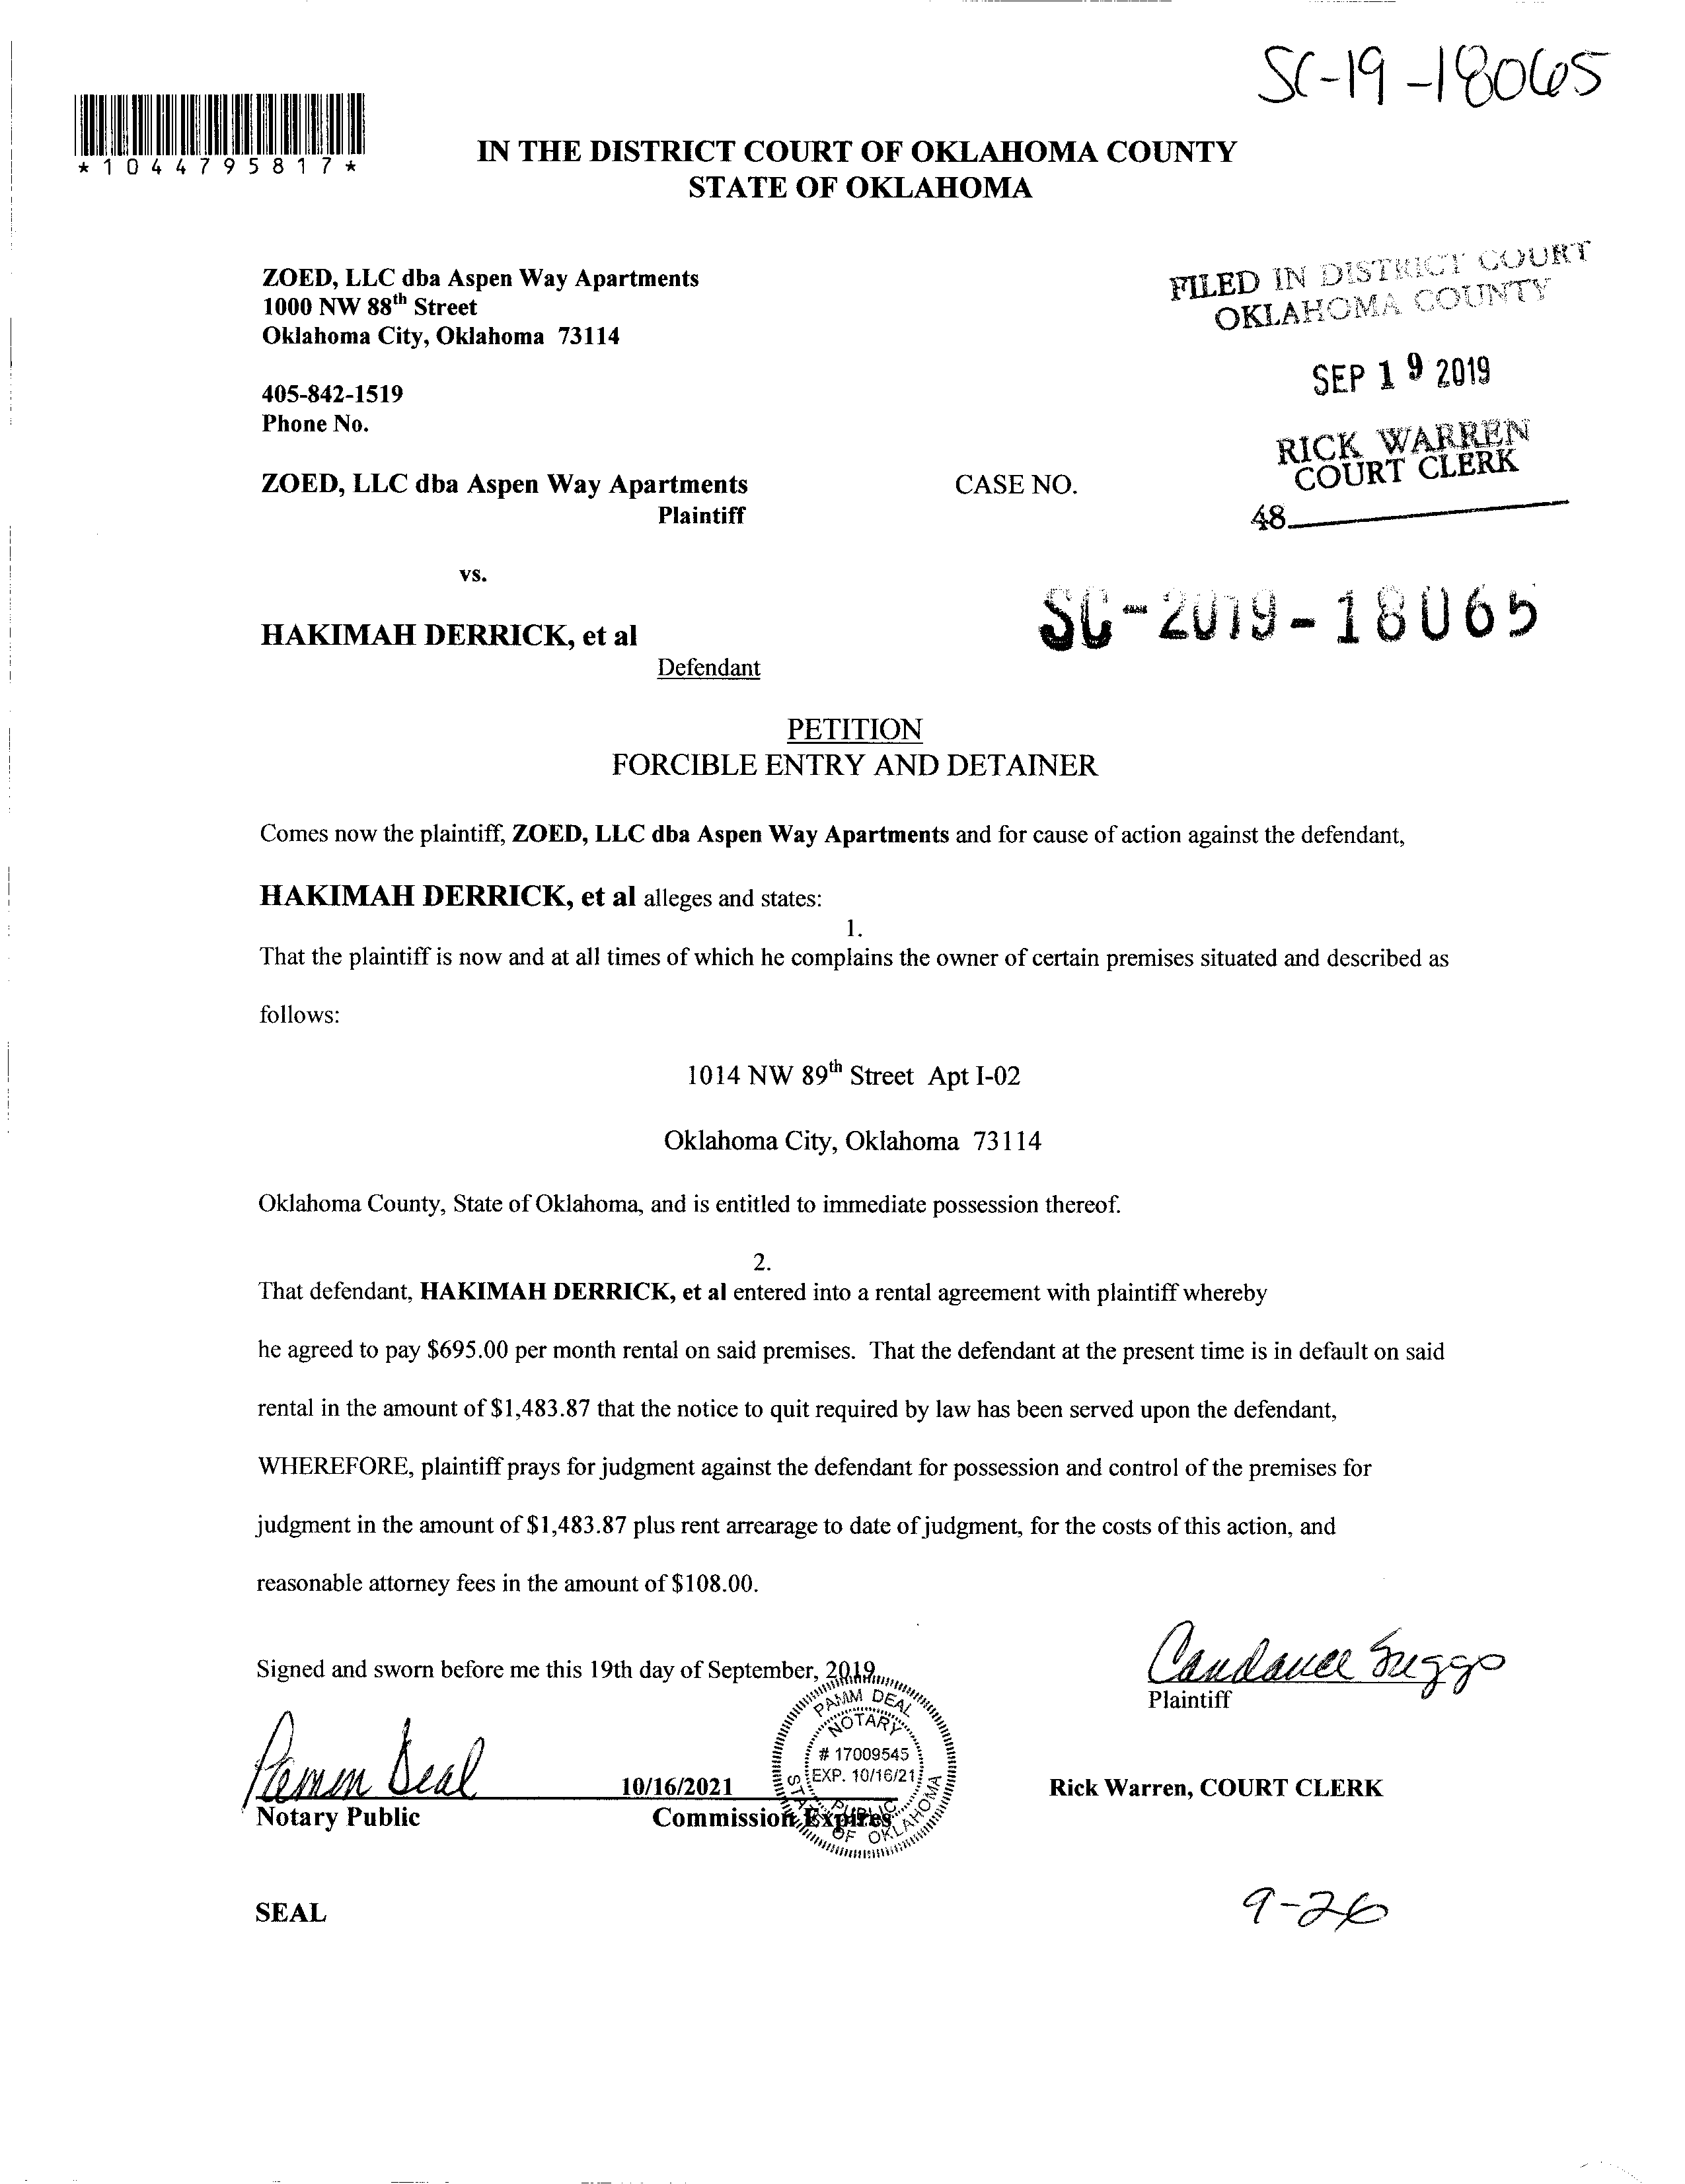 SC-19-18065
*1044795817*
IN THE DISTRICT COURT OF OKLAHOMA COUNTY
STATE OF OKLAHOMA
ZOED, LLC dba Aspen Way Apartments
1000 NW 88th Street
Oklahoma City, Oklahoma 73114
FILED IN DISTRICT COURT
OKLAHOMA COUNTY
SEP 19 2019
405-842-1519
Phone No.
RICK WARREN
COURT CLERK
48
ZOED, LLC dba Aspen Way Apartments
Plaintiff
CASE NO.
vs.
SC-2019-18065
HAKIMAH DERRICK, et al
Defendant
PETITION
FORCIBLE ENTRY AND DETAINER
Comes now the plaintiff, ZOED, LLC dba Aspen Way Apartments and for cause of action against the defendant,
HAKIMAH DERRICK, et al alleges and states:
1.
That the plaintiff is now and at all times of which he complains the owner of certain premises situated and described as
follows:
1014 NW 89th Street Apt I-02
Oklahoma City, Oklahoma 73114
Oklahoma County, State of Oklahoma, and is entitled to immediate possession thereof.
2.
That defendant, HAKIMAH DERRICK, et al entered into a rental agreement with plaintiff whereby
he agreed to pay $695.00 per month rental on said premises. That the defendant at the present time is in default on said
rental in the amount of $1,483.87 that the notice to quit required by law has been served upon the defendant,
WHEREFORE, plaintiff prays for judgment against the defendant for possession and control of the premises for
judgment in the amount of $1,483.87 plus rent arrearage to date of judgment, for the costs of this action, and
reasonable attorney fees in the amount of $108.00.
Signed and sworn before me this 19th day of September, 2019
Candance Suggs
Plaintiff
Pamm Deal
Notary Public
10/16/2021
Commission Expires
PAMM DEAL
NOTARY
# 17009545
EXP. 10/16/21
PUBLIC
STATE OF OKLAHOMA
Rick Warren, COURT CLERK
SEAL
9-26